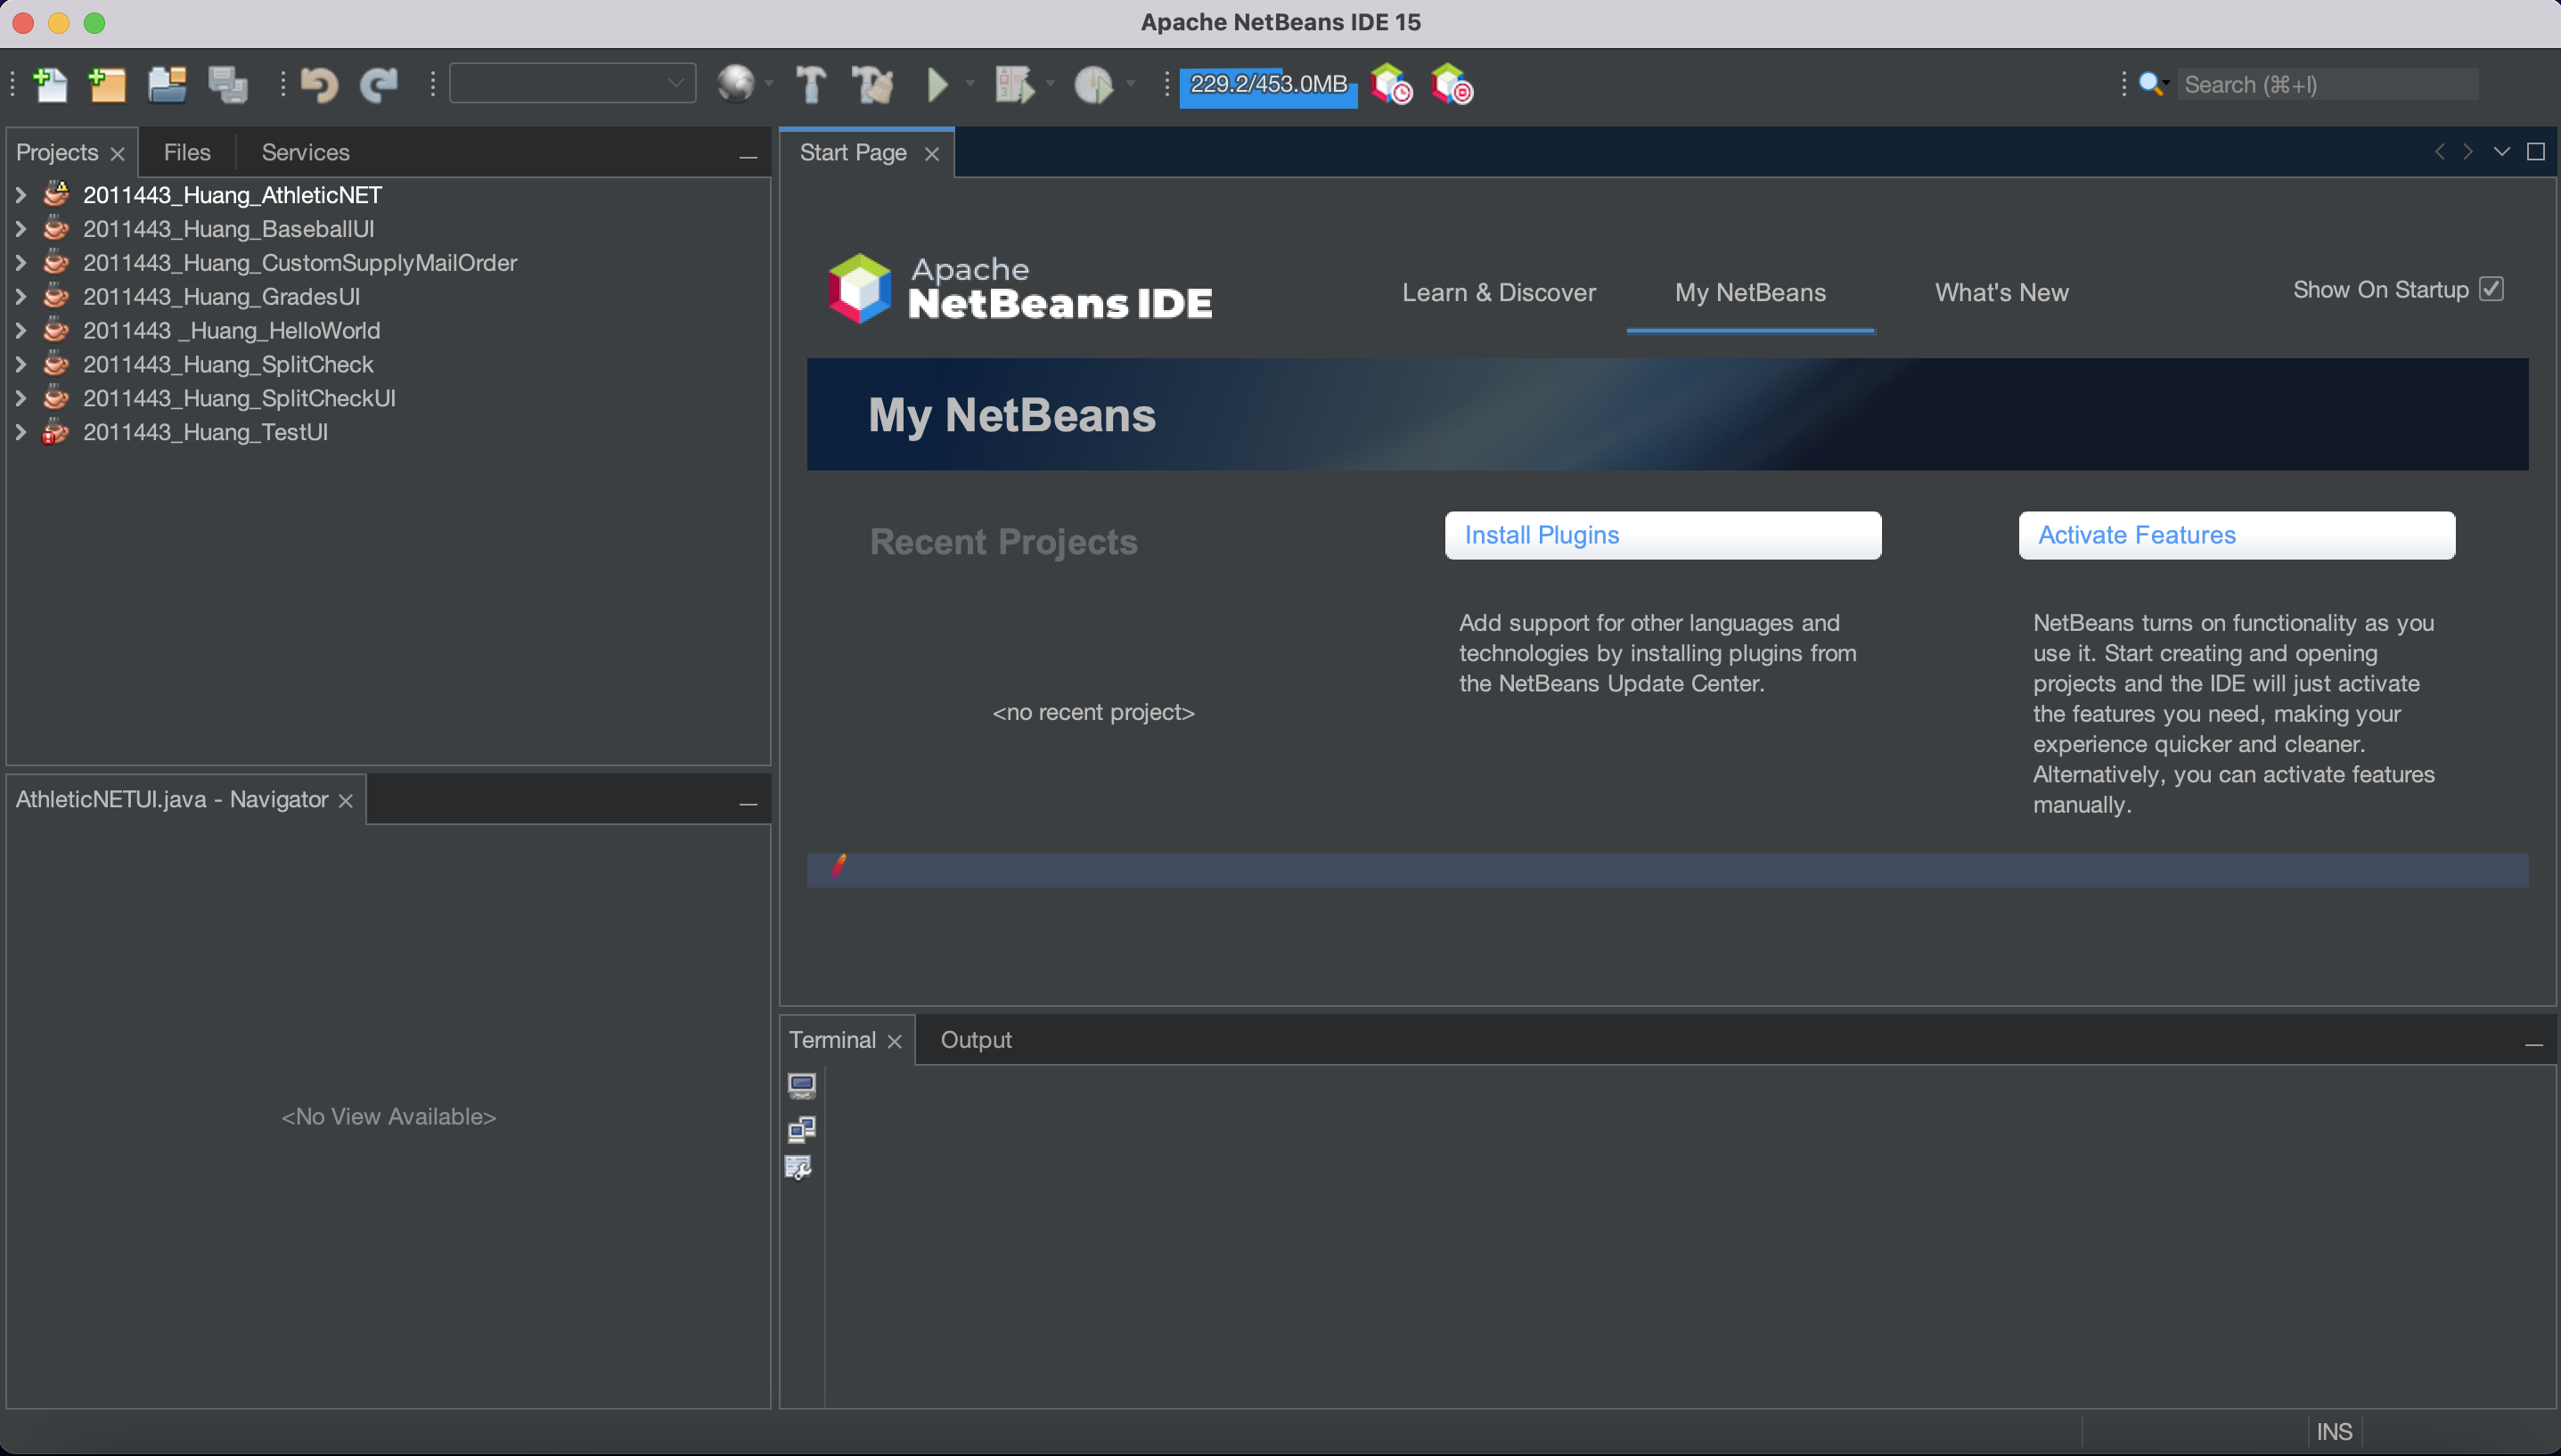 Apache NetBeans IDE 15
229.2/453.0MB
Search (⌘+I)
Projects
Files
Services
2011443_Huang_AthleticNET
2011443_Huang_BaseballUI
2011443_Huang_CustomSupplyMailOrder
2011443_Huang_GradesUI
2011443 _Huang_HelloWorld
2011443_Huang_SplitCheck
2011443_Huang_SplitCheckUI
2011443_Huang_TestUI
AthleticNETUI.java - Navigator
<No View Available>
Start Page
Apache
NetBeans IDE
Learn & Discover
My NetBeans
What's New
Show On Startup
My NetBeans
Recent Projects
<no recent project>
Install Plugins
Add support for other languages and
technologies by installing plugins from
the NetBeans Update Center.
Activate Features
NetBeans turns on functionality as you
use it. Start creating and opening
projects and the IDE will just activate
the features you need, making your
experience quicker and cleaner.
Alternatively, you can activate features
manually.
Terminal
Output
INS